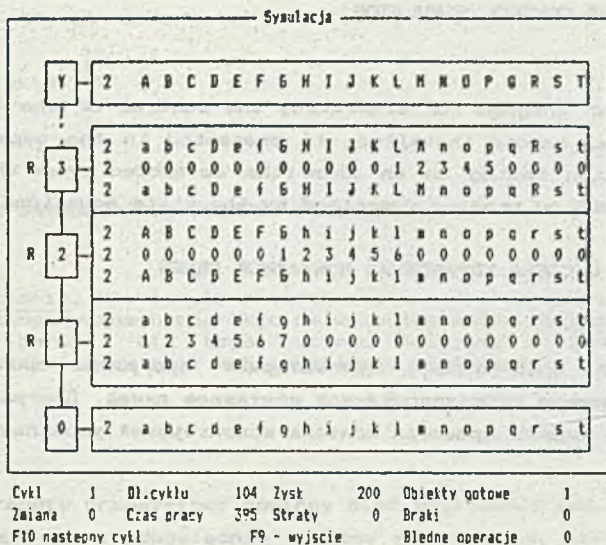 Symulacja
Y 2 A B C D E F G H I J K L M N O P Q R S T
2 a b c D E f G H I J K L M n o p q R s t
R 3 2 0 0 0 0 0 0 0 0 0 0 0 1 2 3 4 5 0 0 0 0
2 a b c D E f G H I J K L M n o p q R s t
2 A B C D E F G h i j k l m n o p q r s t
R 2 2 0 0 0 0 0 0 1 2 3 4 5 6 0 0 0 0 0 0 0 0
2 A B C D E F G h i j k l m n o p q r s t
2 a b c d e f g h i j k l m n o p q r s t
R 1 2 1 2 3 4 5 6 7 0 0 0 0 0 0 0 0 0 0 0 0 0
2 a b c d e f g h i j k l m n o p q r s t
0 2 a b c d e f g h i j k l m n o p q r s t
Cykl 1 Dl.cyklu 104 Zysk 200 Obiekty gotowe 1
Zmiana 0 Czas pracy 395 Straty 0 Braki 0
F10 nastepny cykl F9 - wyjscie Bledne operacje 0